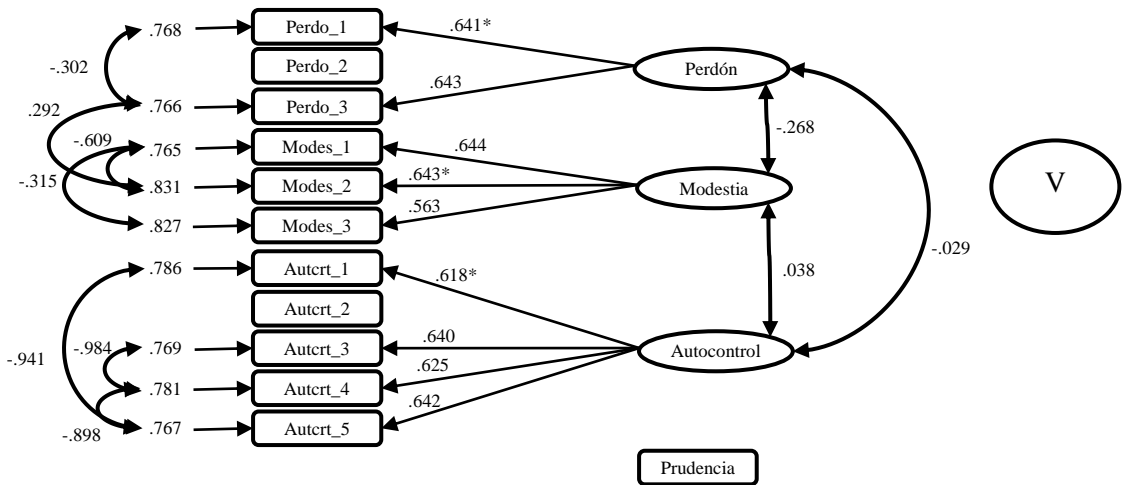 .768 Perdo_1 .641*
-.302 Perdo_2 Perdón
.292 .766 Perdo_3 .643
-.609 .765 Modes_1 .644 -.268
-.315 .831 Modes_2 .643* Modestia V
.827 Modes_3 .563
.786 Autcrt_1 .618* .038 -.029
Autcrt_2
-.941 -.984 .769 Autcrt_3 .640 Autocontrol
.781 Autcrt_4 .625
-.898 .767 Autcrt_5 .642
Prudencia